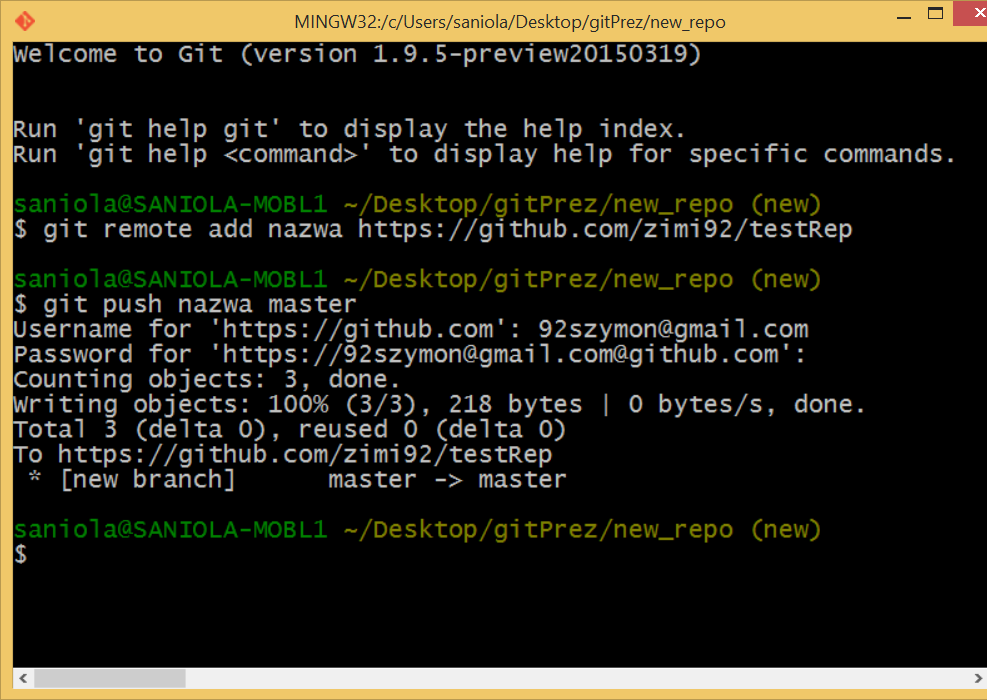 MINGW32:/c/Users/saniola/Desktop/gitPrez/new_repo
Welcome to Git (version 1.9.5-preview20150319)
Run 'git help git' to display the help index.
Run 'git help <command>' to display help for specific commands.
saniola@SANIOLA-MOBL1 ~/Desktop/gitPrez/new_repo (new)
$ git remote add nazwa https://github.com/zimi92/testRep
saniola@SANIOLA-MOBL1 ~/Desktop/gitPrez/new_repo (new)
$ git push nazwa master
Username for 'https://github.com': 92szymon@gmail.com
Password for 'https://92szymon@gmail.com@github.com':
Counting objects: 3, done.
Writing objects: 100% (3/3), 218 bytes | 0 bytes/s, done.
Total 3 (delta 0), reused 0 (delta 0)
To https://github.com/zimi92/testRep
 * [new branch]      master -> master
saniola@SANIOLA-MOBL1 ~/Desktop/gitPrez/new_repo (new)
$